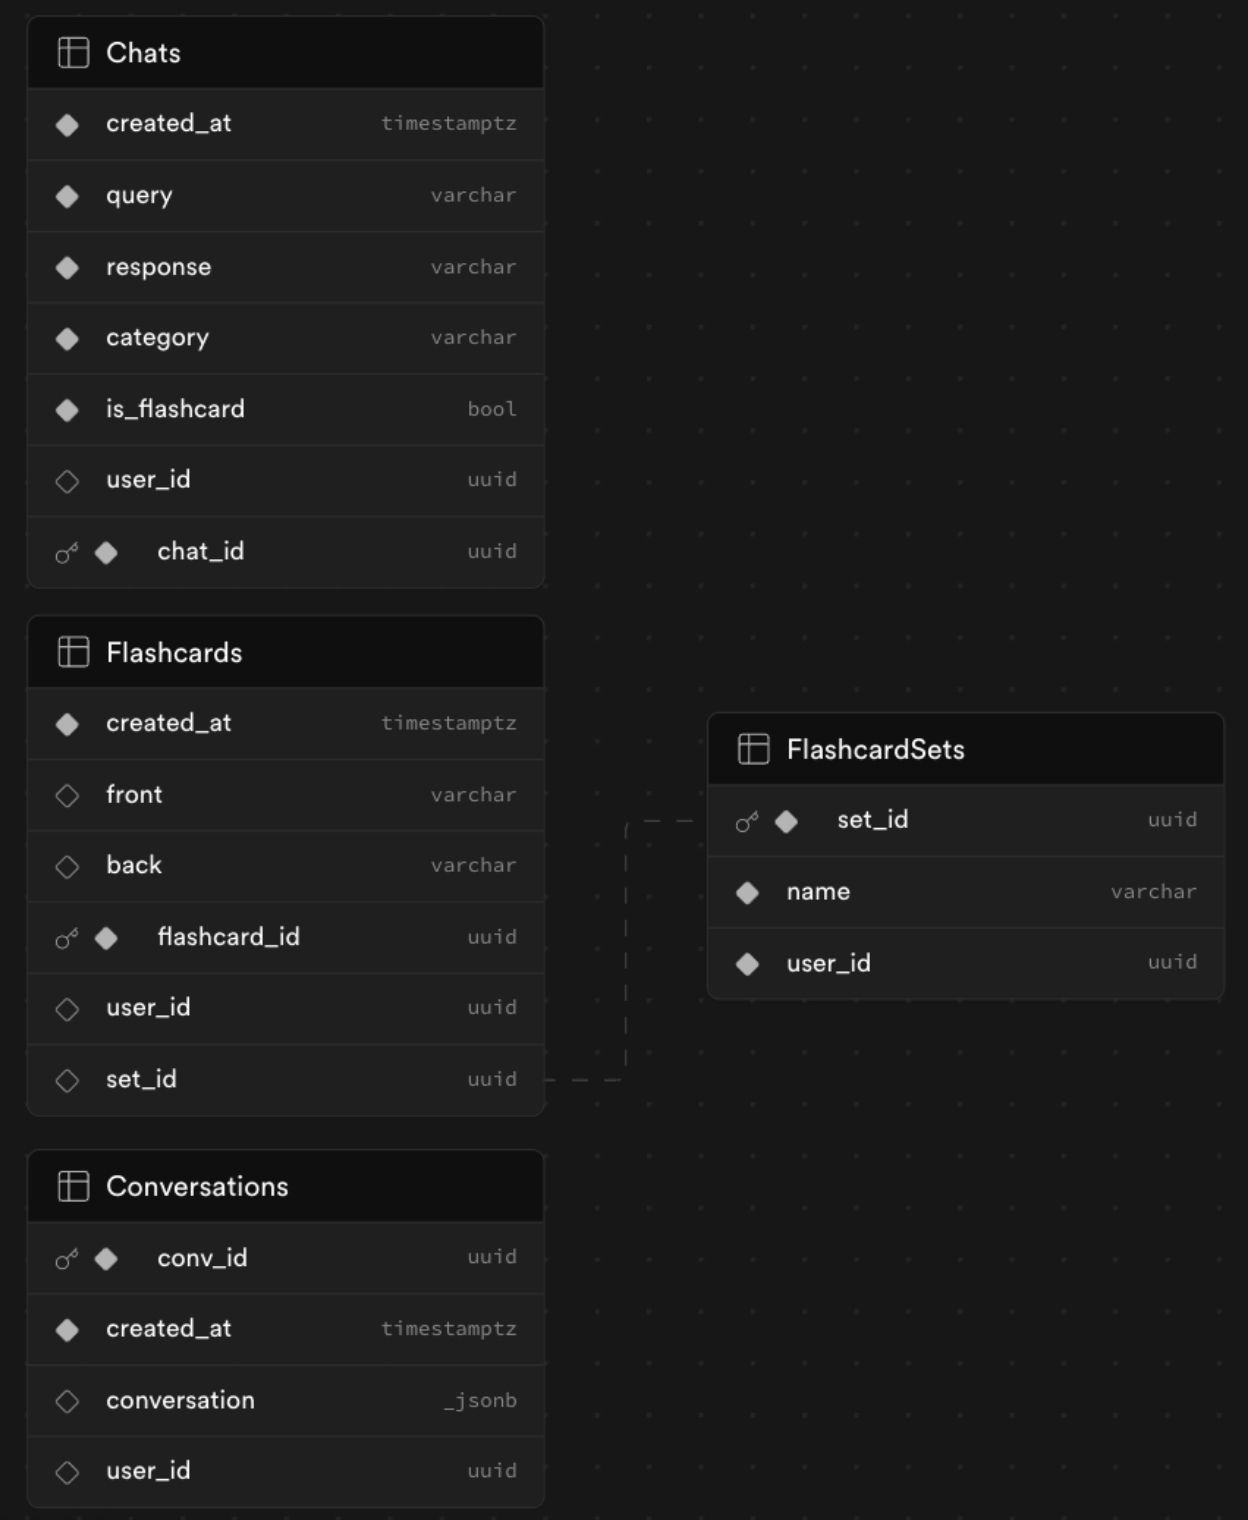 Chats
created_at timestamptz
query varchar
response varchar
category varchar
is_flashcard bool
user_id uuid
chat_id uuid
Flashcards
created_at timestamptz
front varchar
back varchar
flashcard_id uuid
user_id uuid
set_id uuid
FlashcardSets
set_id uuid
name varchar
user_id uuid
Conversations
conv_id uuid
created_at timestamptz
conversation _jsonb
user_id uuid